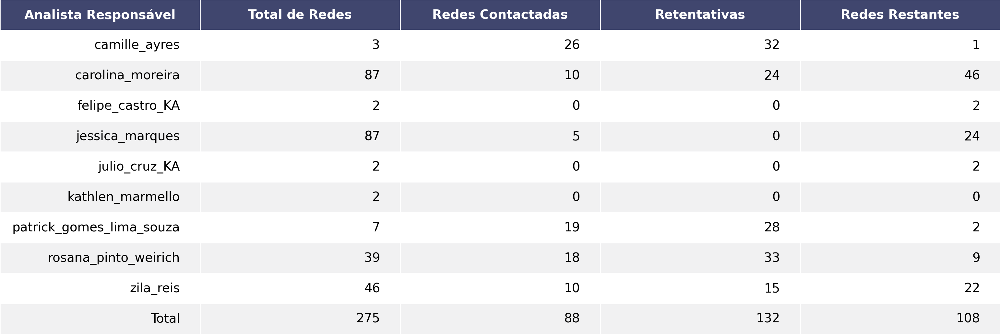 Analista Responsável Total de Redes Redes Contactadas Retentativas Redes Restantes
camille_ayres 3 26 32 1
carolina_moreira 87 10 24 46
felipe_castro_KA 2 0 0 2
jessica_marques 87 5 0 24
julio_cruz_KA 2 0 0 2
kathlen_marmello 2 0 0 0
patrick_gomes_lima_souza 7 19 28 2
rosana_pinto_weirich 39 18 33 9
zila_reis 46 10 15 22
Total 275 88 132 108